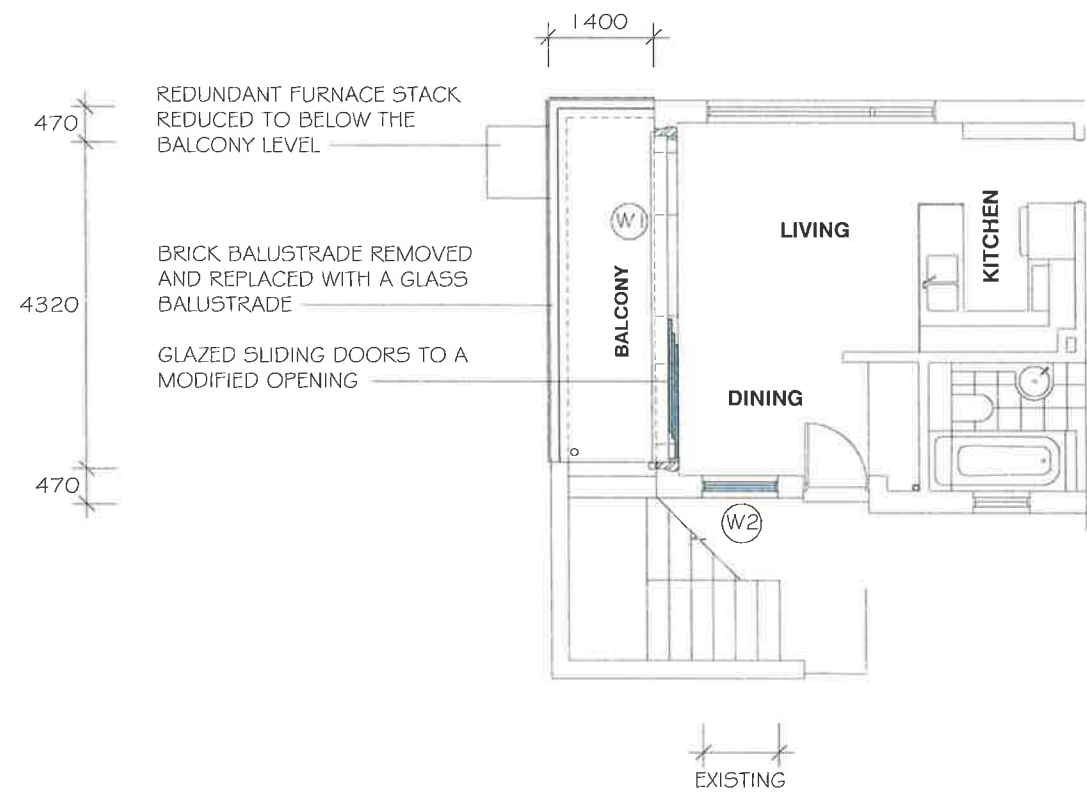 1400
REDUNDANT FURNACE STACK
REDUCED TO BELOW THE
BALCONY LEVEL
470
W1
LIVING
KITCHEN
BRICK BALUSTRADE REMOVED
AND REPLACED WITH A GLASS
BALUSTRADE
4320
BALCONY
GLAZED SLIDING DOORS TO A
MODIFIED OPENING
DINING
470
W2
EXISTING